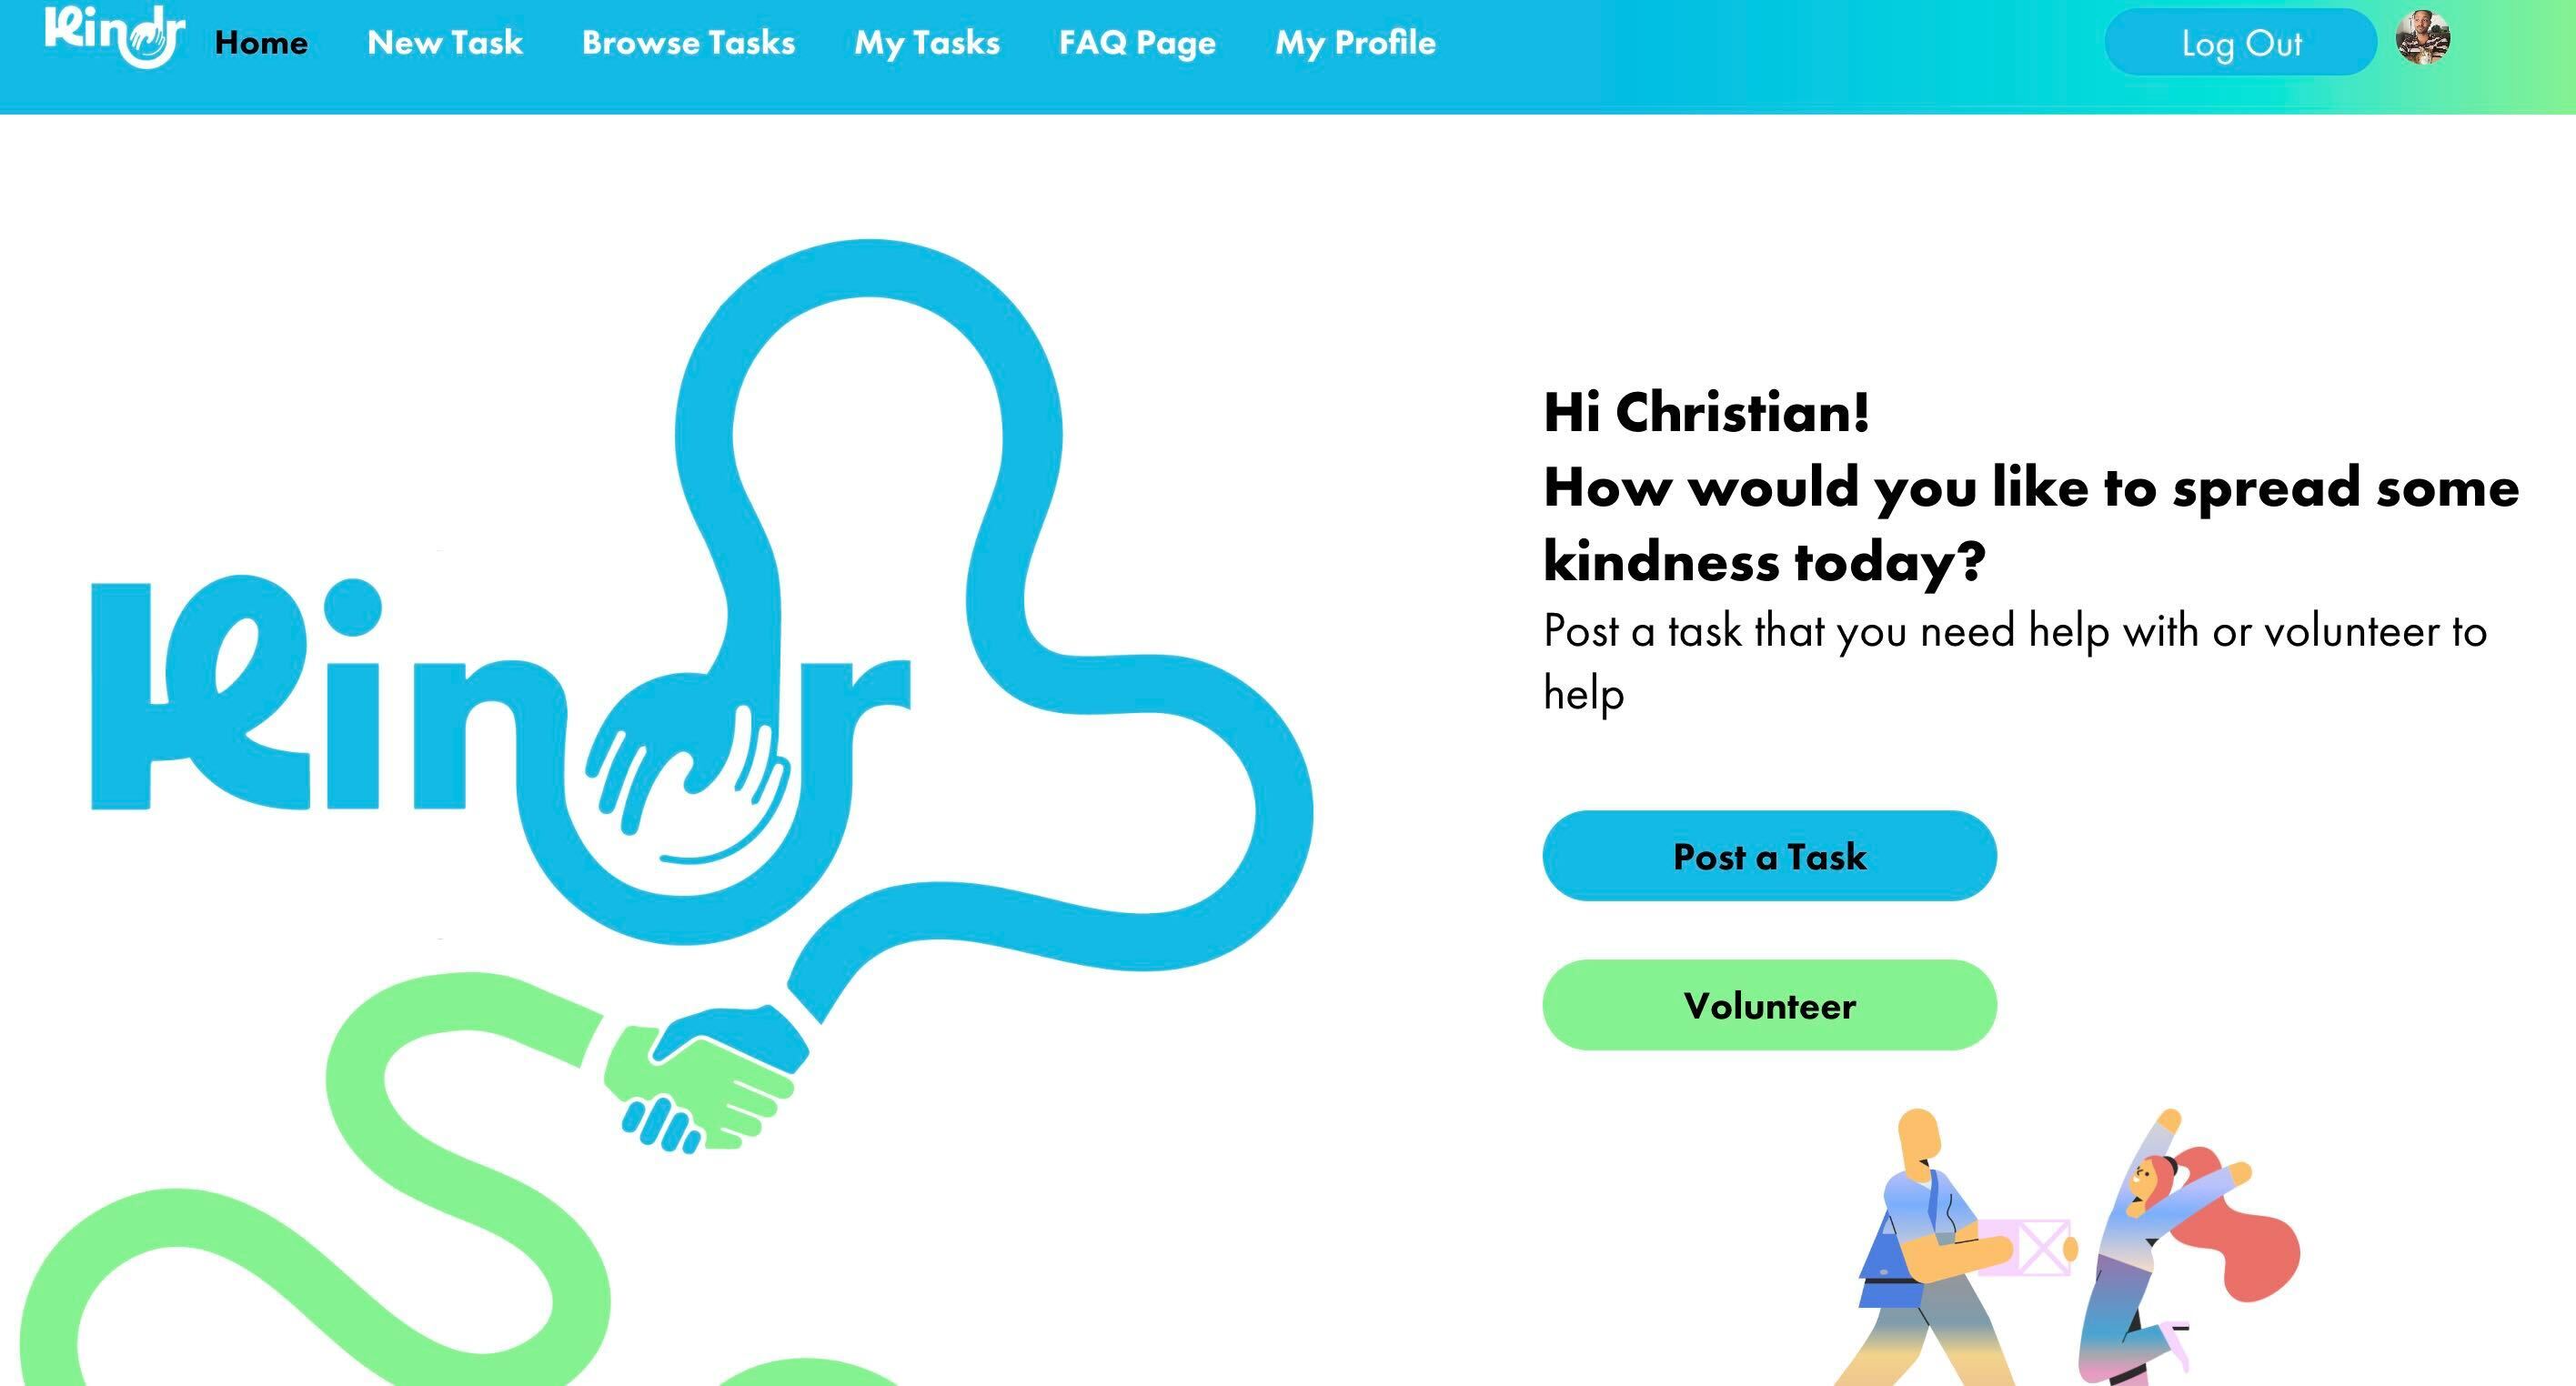 Kindr
Home
New Task
Browse Tasks
My Tasks
FAQ Page
My Profile
Log Out
Kindr
Hi Christian!
How would you like to spread some
kindness today?
Post a task that you need help with or volunteer to
help
Post a Task
Volunteer